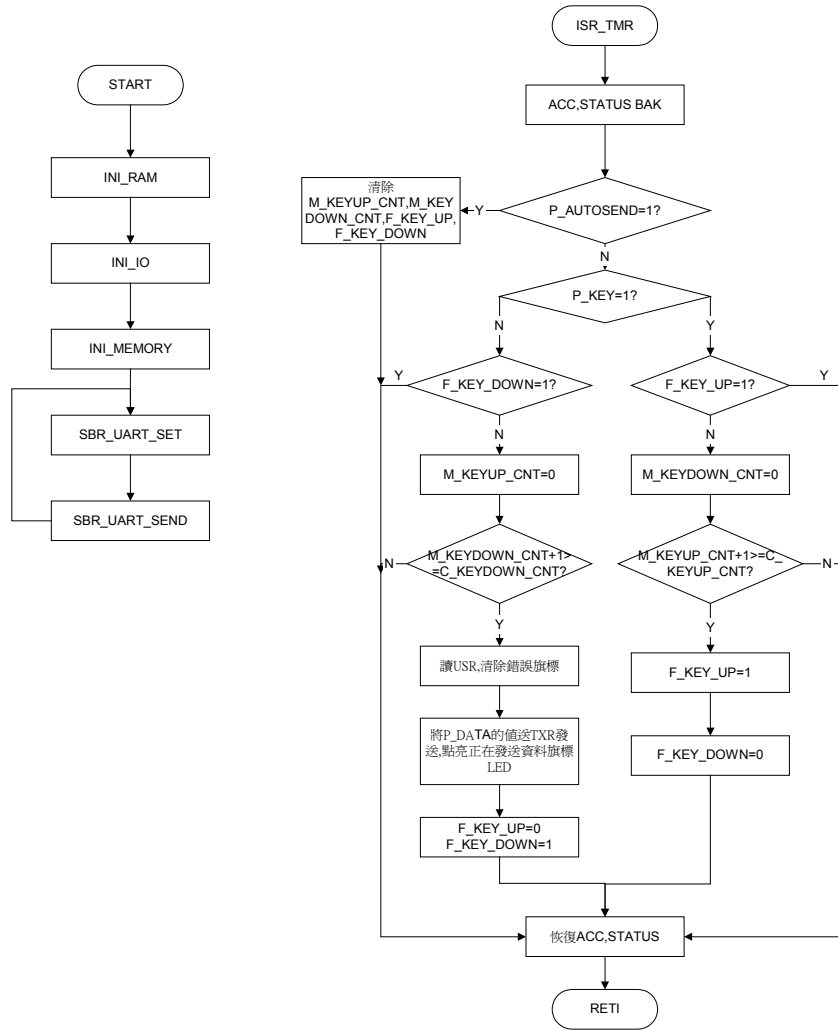 START
INI_RAM
INI_IO
INI_MEMORY
SBR_UART_SET
SBR_UART_SEND
ISR_TMR
ACC,STATUS BAK
P_AUTOSEND=1?
Y
清除
M_KEYUP_CNT,M_KEY
DOWN_CNT,F_KEY_UP,
F_KEY_DOWN
N
P_KEY=1?
N
Y
Y
F_KEY_DOWN=1?
F_KEY_UP=1?
Y
N
N
M_KEYUP_CNT=0
M_KEYDOWN_CNT=0
N
M_KEYDOWN_CNT+1>
=C_KEYDOWN_CNT?
M_KEYUP_CNT+1>=C_
KEYUP_CNT?
N
Y
Y
讀USR,清除錯誤旗標
F_KEY_UP=1
將P_DATA的值送TXR發
送,點亮正在發送資料旗標
LED
F_KEY_DOWN=0
F_KEY_UP=0
F_KEY_DOWN=1
恢復ACC,STATUS
RETI